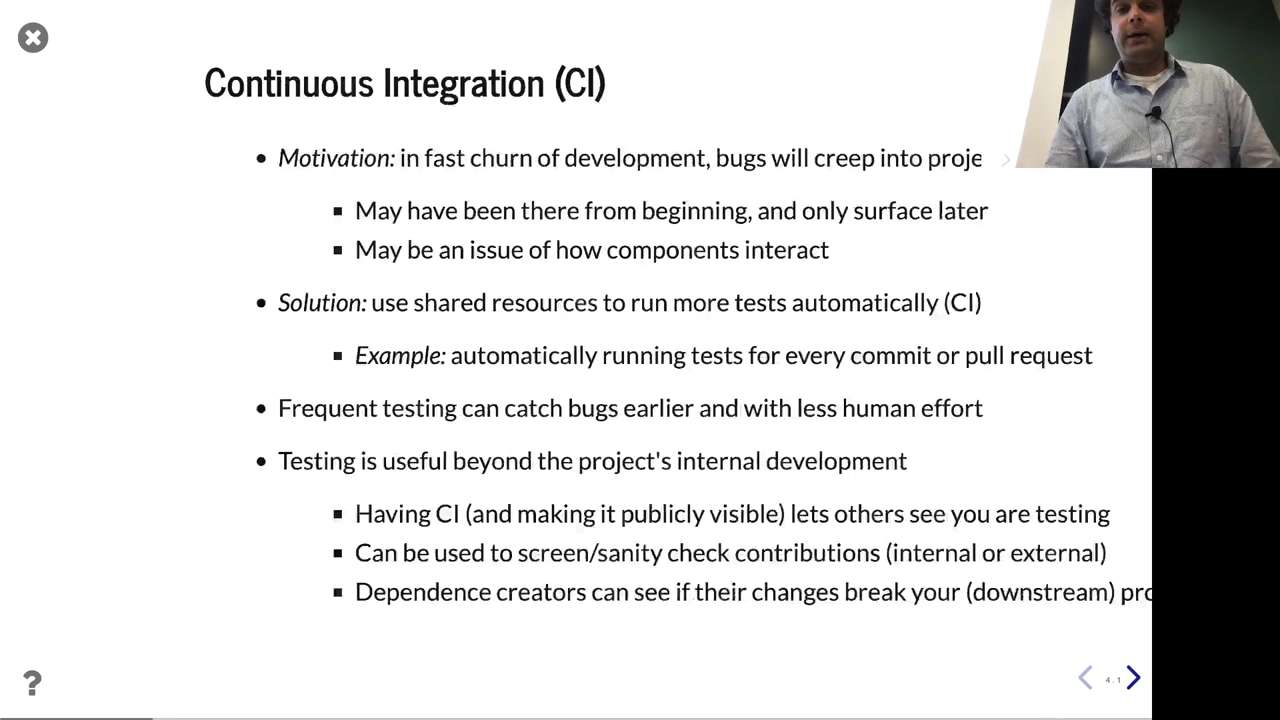 Continuous Integration (CI)
• Motivation: in fast churn of development, bugs will creep into proje
▪ May have been there from beginning, and only surface later
▪ May be an issue of how components interact
• Solution: use shared resources to run more tests automatically (CI)
▪ Example: automatically running tests for every commit or pull request
• Frequent testing can catch bugs earlier and with less human effort
• Testing is useful beyond the project's internal development
▪ Having CI (and making it publicly visible) lets others see you are testing
▪ Can be used to screen/sanity check contributions (internal or external)
▪ Dependence creators can see if their changes break your (downstream) pro
?
4.1